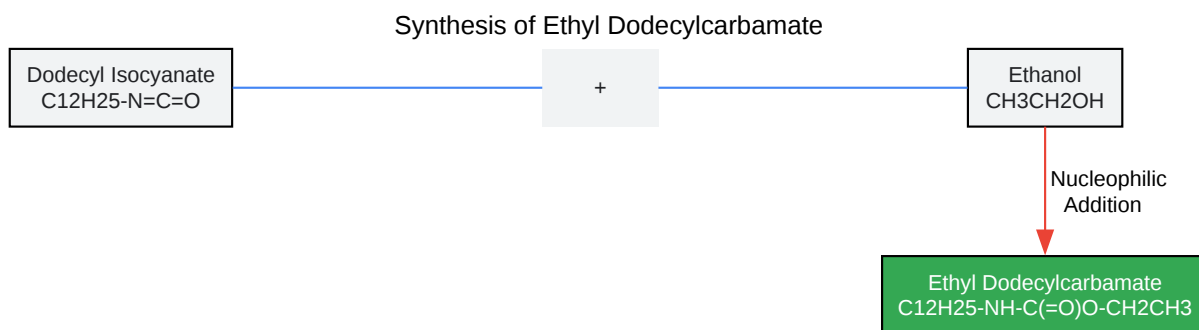 Synthesis of Ethyl Dodecylcarbamate
Dodecyl Isocyanate
C12H25-N=C=O
+
Ethanol
CH3CH2OH
Nucleophilic
Addition
Ethyl Dodecylcarbamate
C12H25-NH-C(=O)O-CH2CH3